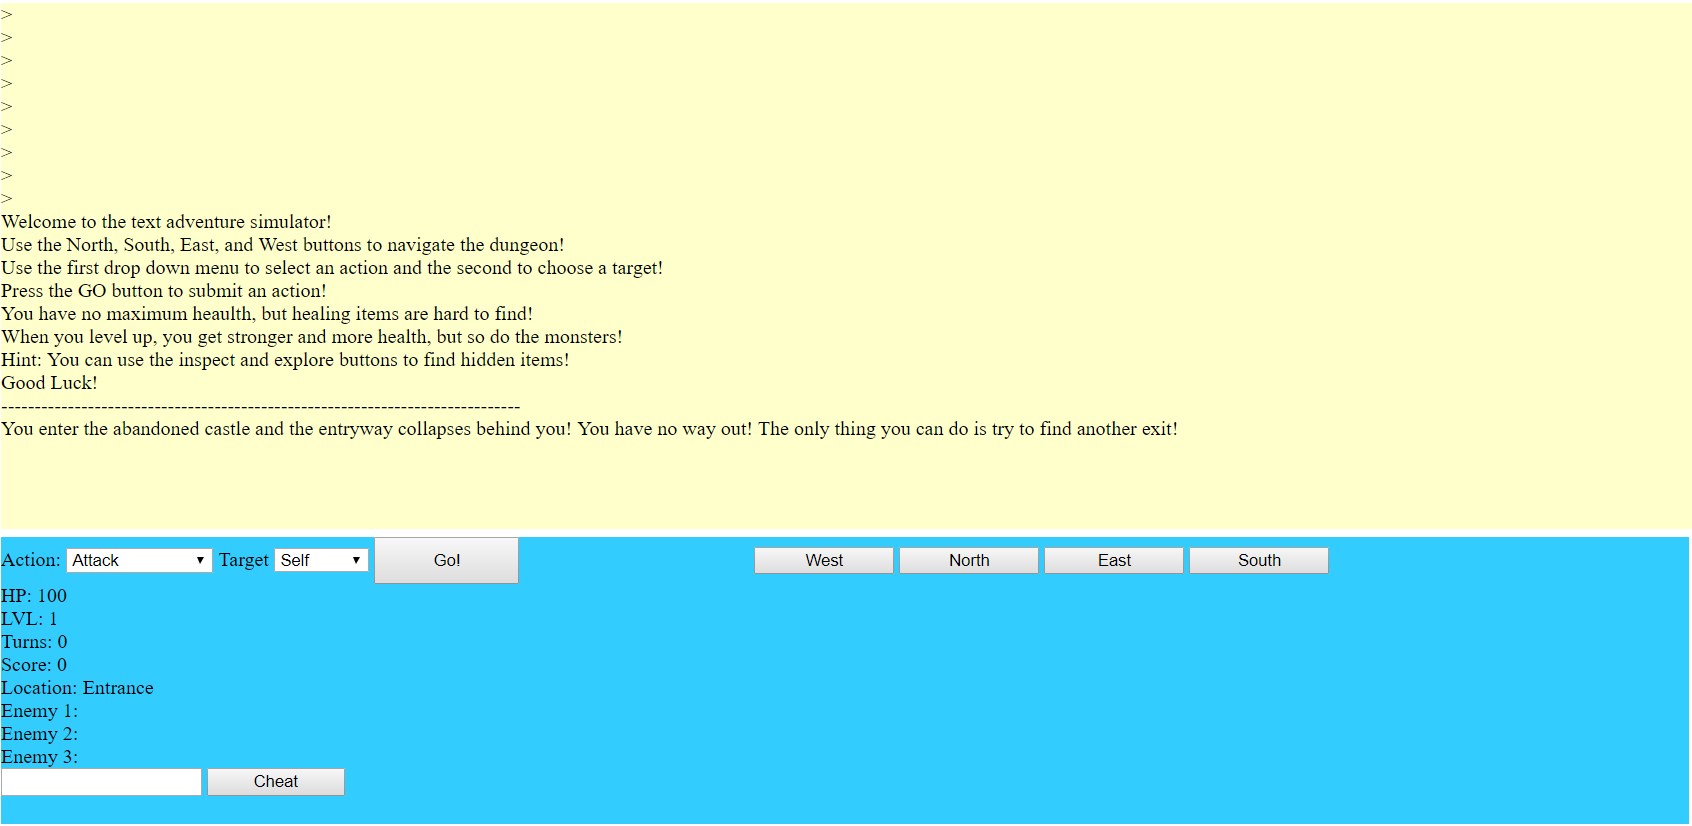 >
>
>
>
>
>
>
>
>
Welcome to the text adventure simulator!
Use the North, South, East, and West buttons to navigate the dungeon!
Use the first drop down menu to select an action and the second to choose a target!
Press the GO button to submit an action!
You have no maximum heaulth, but healing items are hard to find!
When you level up, you get stronger and more health, but so do the monsters!
Hint: You can use the inspect and explore buttons to find hidden items!
Good Luck!
------------------------------------------------------------------------------
You enter the abandoned castle and the entryway collapses behind you! You have no way out! The only thing you can do is try to find another exit!
Action: Attack Target Self Go! West North East South
HP: 100
LVL: 1
Turns: 0
Score: 0
Location: Entrance
Enemy 1:
Enemy 2:
Enemy 3:
Cheat